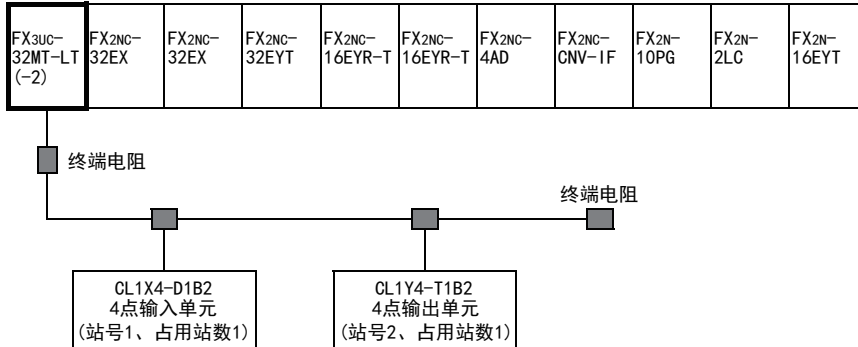 FX3UC-32MT-LT(-2)
FX2NC-32EX
FX2NC-32EX
FX2NC-32EYT
FX2NC-16EYR-T
FX2NC-16EYR-T
FX2NC-4AD
FX2NC-CNV-IF
FX2N-10PG
FX2N-2LC
FX2N-16EYT
终端电阻
终端电阻
CL1X4-D1B2
4点输入单元
(站号1、占用站数1)
CL1Y4-T1B2
4点输出单元
(站号2、占用站数1)